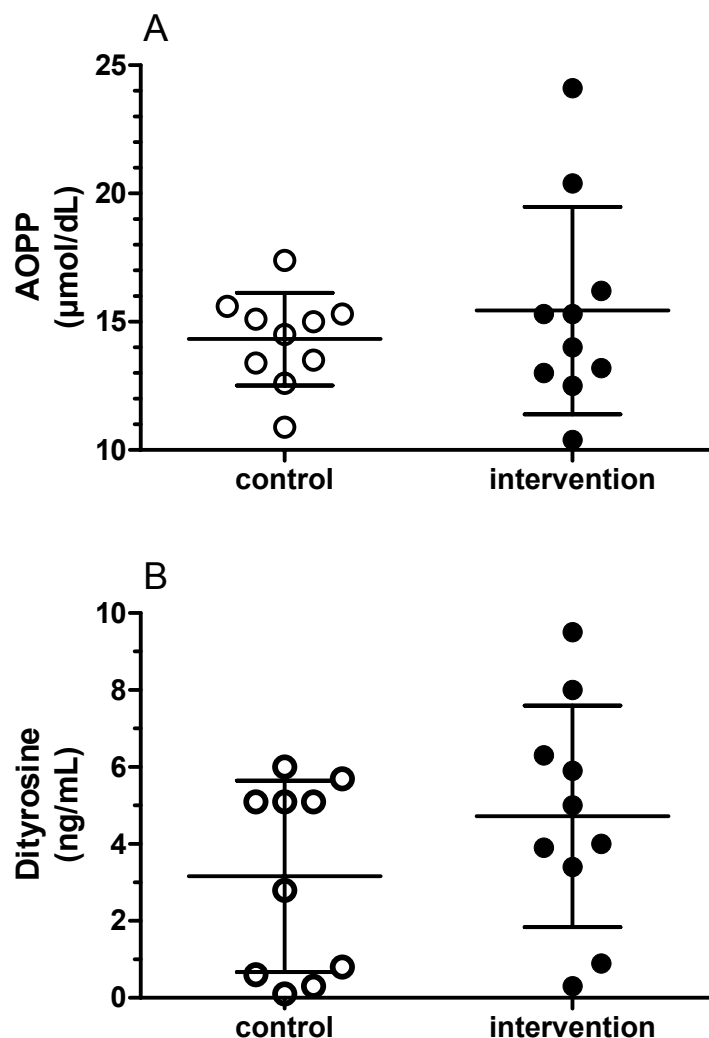 A
25
20
15
10
AOPP
(µmol/dL)
control intervention
B
10
8
6
4
2
0
Dityrosine
(ng/mL)
control intervention